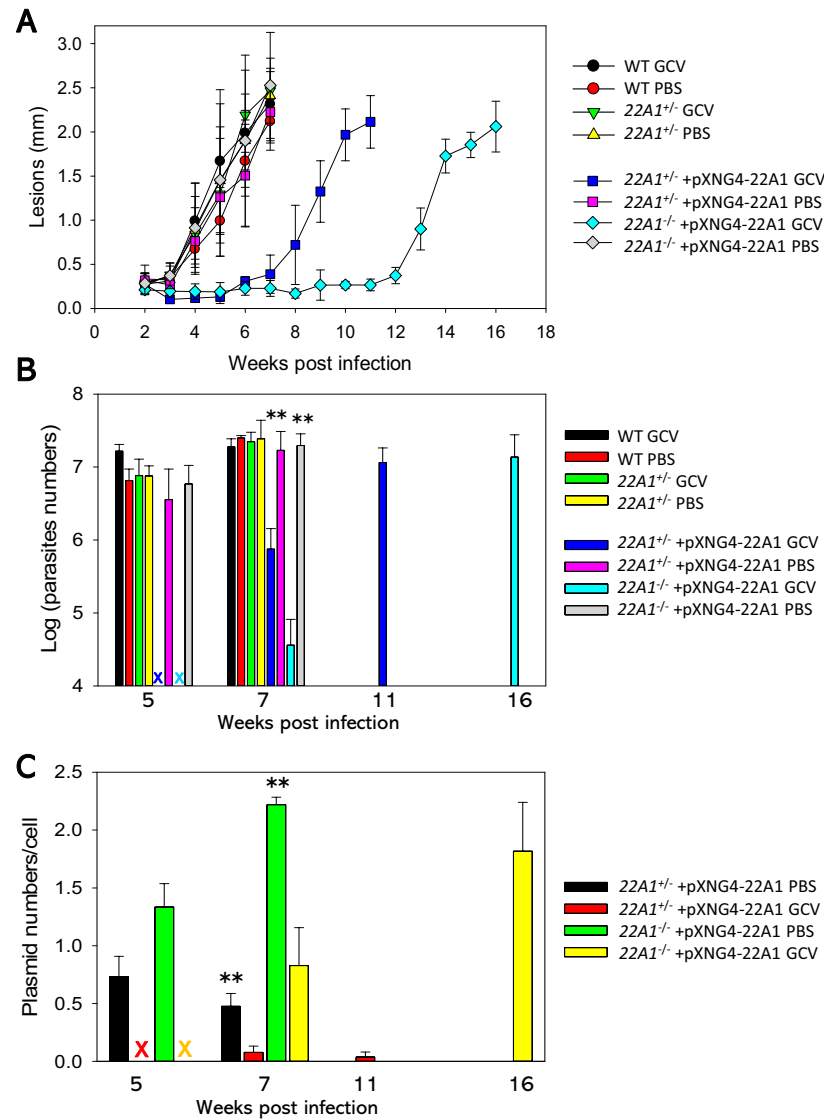 A
3.0
2.5
2.0
1.5
1.0
0.5
0.0
Lesions (mm)
0 2 4 6 8 10 12 14 16 18
Weeks post infection
WT GCV
WT PBS
22A1+/- GCV
22A1+/- PBS
22A1+/- +pXNG4-22A1 GCV
22A1+/- +pXNG4-22A1 PBS
22A1-/- +pXNG4-22A1 GCV
22A1-/- +pXNG4-22A1 PBS
B
8
7
6
5
4
Log (parasites numbers)
** **
x x
5 7 11 16
Weeks post infection
WT GCV
WT PBS
22A1+/- GCV
22A1+/- PBS
22A1+/- +pXNG4-22A1 GCV
22A1+/- +pXNG4-22A1 PBS
22A1-/- +pXNG4-22A1 GCV
22A1-/- +pXNG4-22A1 PBS
C
2.5
2.0
1.5
1.0
0.5
0.0
Plasmid numbers/cell
**
**
X X
5 7 11 16
Weeks post infection
22A1+/- +pXNG4-22A1 PBS
22A1+/- +pXNG4-22A1 GCV
22A1-/- +pXNG4-22A1 PBS
22A1-/- +pXNG4-22A1 GCV